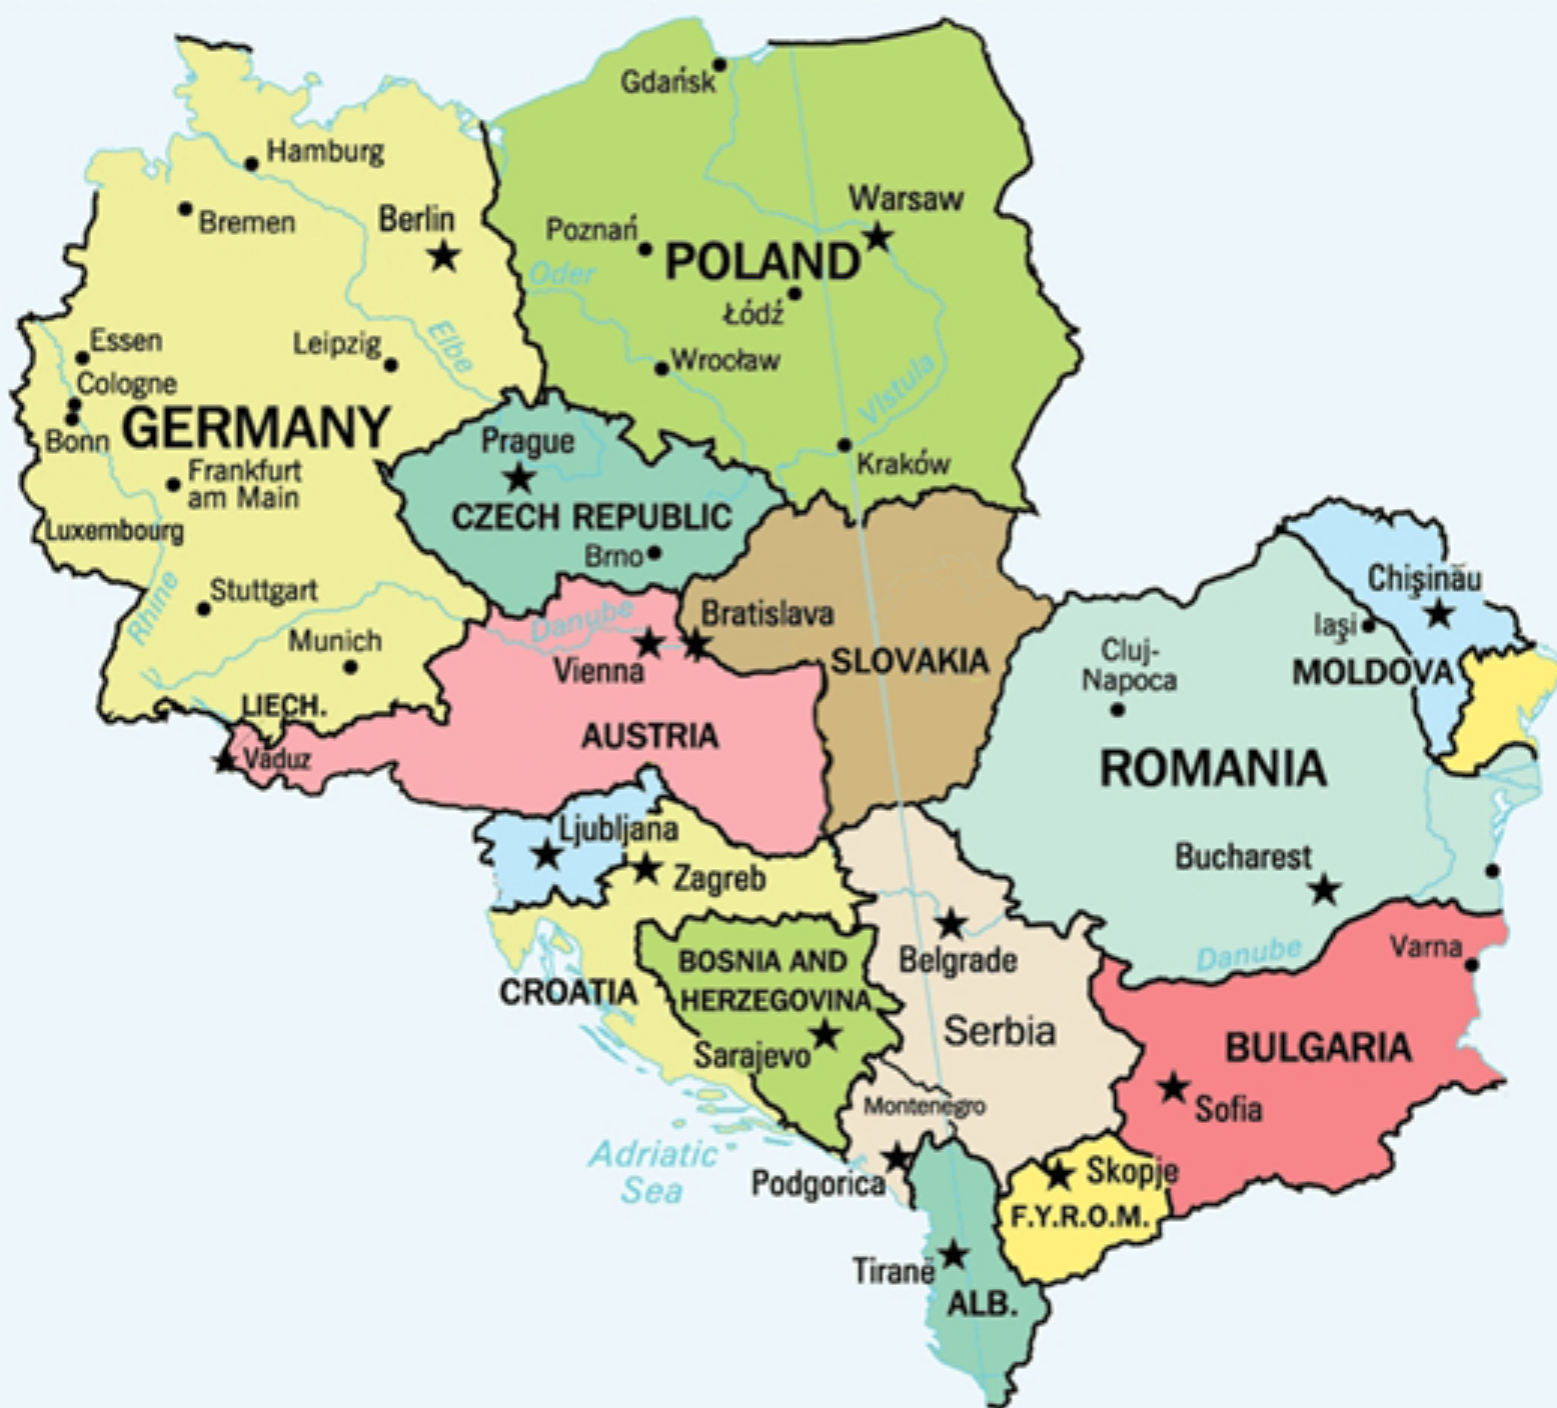 Gdańsk
Hamburg
Bremen
Berlin
Warsaw
Poznań
POLAND
Oder
Łódź
Essen
Leipzig
Elbe
Wrocław
Cologne
Vistula
GERMANY
Bonn
Prague
Kraków
Frankfurt
am Main
CZECH REPUBLIC
Luxembourg
Brno
Rhine
Stuttgart
Danube
Bratislava
Chişinău
Iaşi
Munich
Vienna
SLOVAKIA
Cluj-
Napoca
MOLDOVA
LIECH.
AUSTRIA
Vaduz
ROMANIA
Ljubljana
Bucharest
Zagreb
BOSNIA AND
HERZEGOVINA
Belgrade
Danube
Varna
CROATIA
Serbia
Sarajevo
BULGARIA
Montenegro
Sofia
Adriatic
Sea
Podgorica
Skopje
F.Y.R.O.M.
Tiranë
ALB.